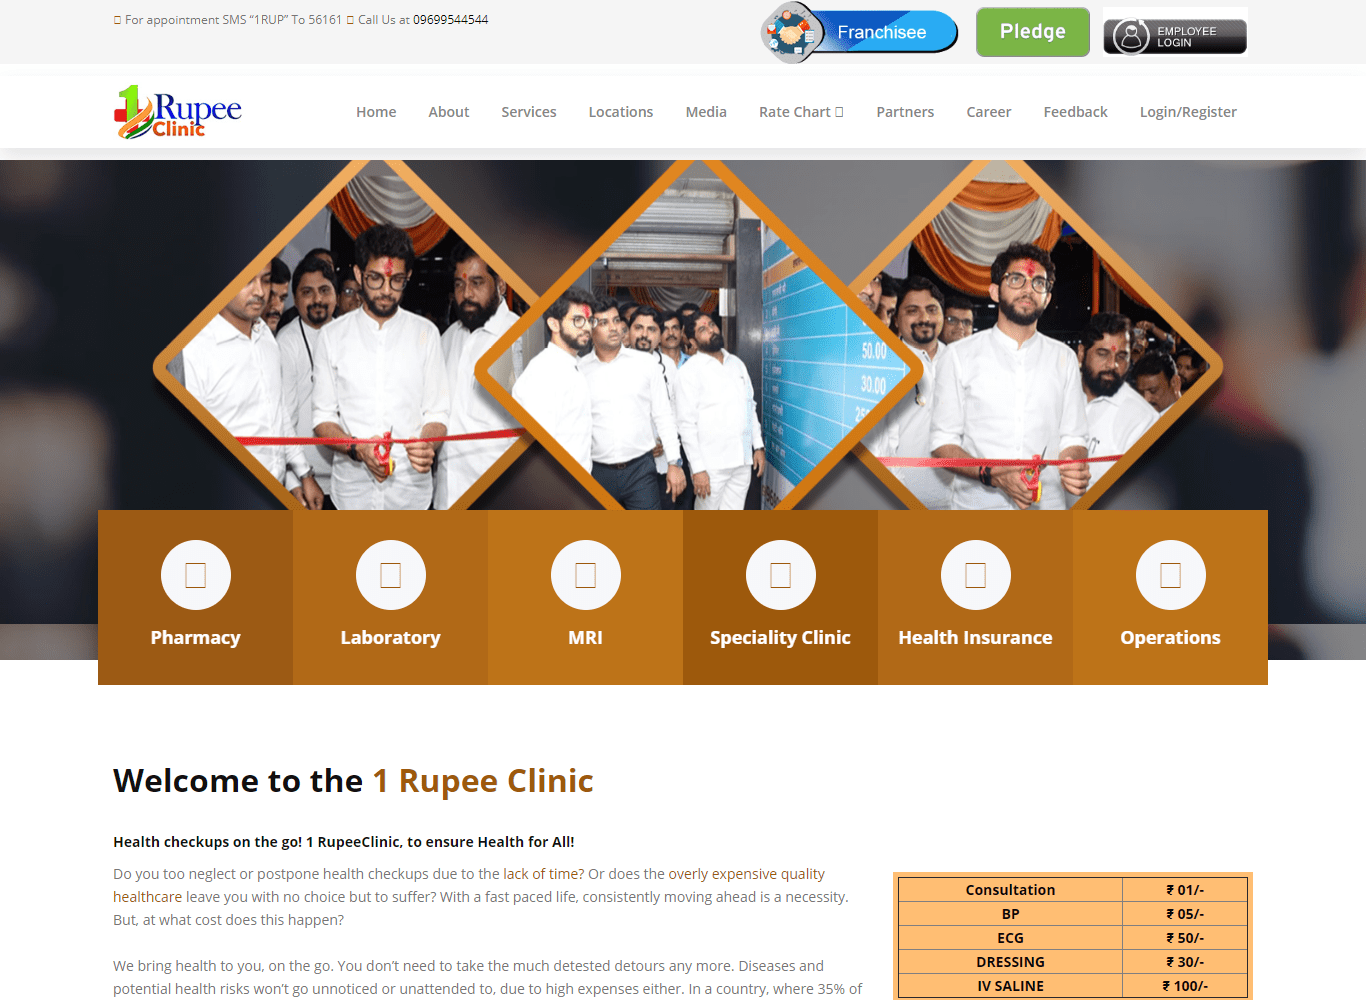 For appointment SMS “1RUP” To 56161 Call Us at 09699544544
Franchisee
Pledge
EMPLOYEE
LOGIN
1 Rupee
Clinic
Home About Services Locations Media Rate Chart Partners Career Feedback Login/Register
50.00
30.00
Pharmacy Laboratory MRI Speciality Clinic Health Insurance Operations
Welcome to the 1 Rupee Clinic
Health checkups on the go! 1 RupeeClinic, to ensure Health for All!
Do you too neglect or postpone health checkups due to the lack of time? Or does the overly expensive quality
healthcare leave you with no choice but to suffer? With a fast paced life, consistently moving ahead is a necessity.
But, at what cost does this happen?
We bring health to you, on the go. You don’t need to take the much detested detours any more. Diseases and
potential health risks won’t go unnoticed or unattended to, due to high expenses either. In a country, where 35% of
Consultation ₹ 01/-
BP ₹ 05/-
ECG ₹ 50/-
DRESSING ₹ 30/-
IV SALINE ₹ 100/-